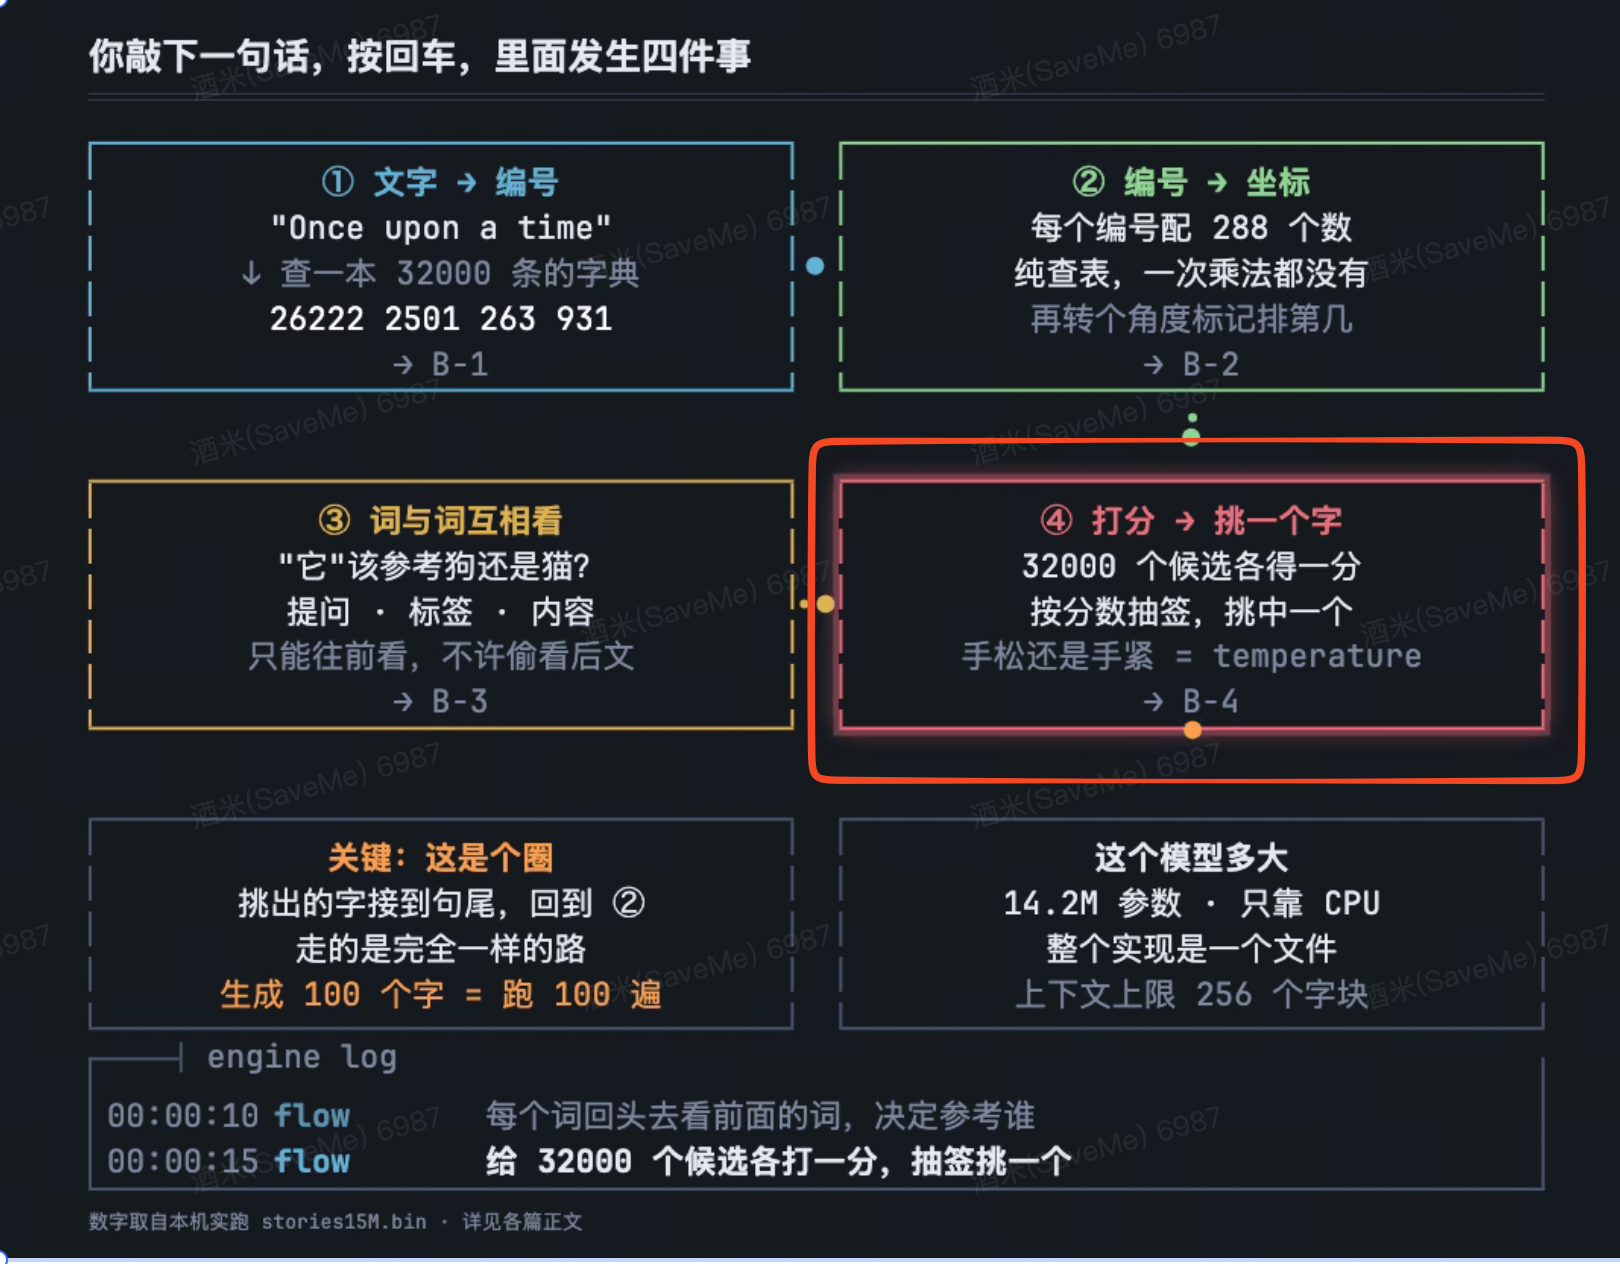 你敲下一句话，按回车，里面发生四件事
① 文字 → 编号
"Once upon a time"
↓ 查一本 32000 条的字典
26222 2501 263 931
→ B-1
② 编号 → 坐标
每个编号配 288 个数
纯查表，一次乘法都没有
再转个角度标记排第几
→ B-2
③ 词与词互相看
"它"该参考狗还是猫?
提问 · 标签 · 内容
只能往前看，不许偷看后文
→ B-3
④ 打分 → 挑一个字
32000 个候选各得一分
按分数抽签，挑中一个
手松还是手紧 = temperature
→ B-4
关键：这是个圈
挑出的字接到句尾，回到 ②
走的是完全一样的路
生成 100 个字 = 跑 100 遍
这个模型多大
14.2M 参数 · 只靠 CPU
整个实现是一个文件
上下文上限 256 个字块
engine log
00:00:10 flow 每个词回头去看前面的词，决定参考谁
00:00:15 flow 给 32000 个候选各打一分，抽签挑一个
数字取自本机实跑 stories15M.bin · 详见各篇正文
酒米(SaveMe) 6987